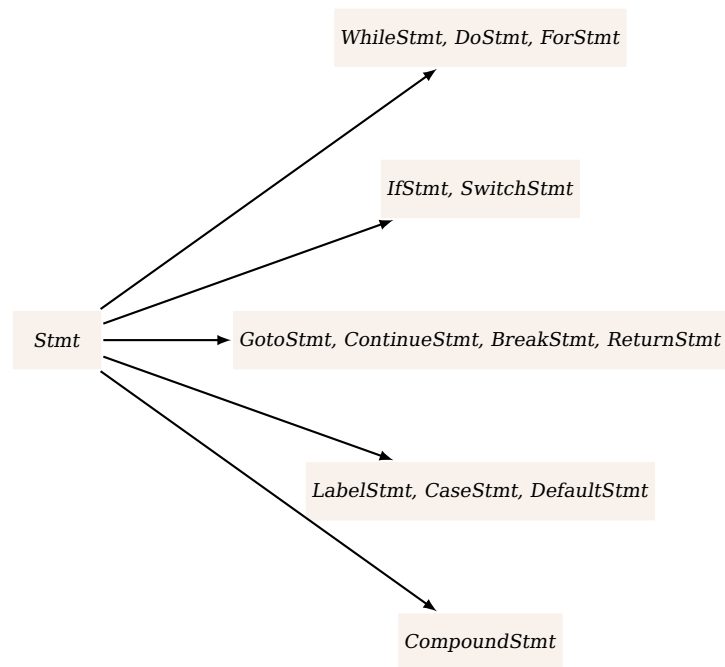 WhileStmt, DoStmt, ForStmt
IfStmt, SwitchStmt
Stmt
GotoStmt, ContinueStmt, BreakStmt, ReturnStmt
LabelStmt, CaseStmt, DefaultStmt
CompoundStmt